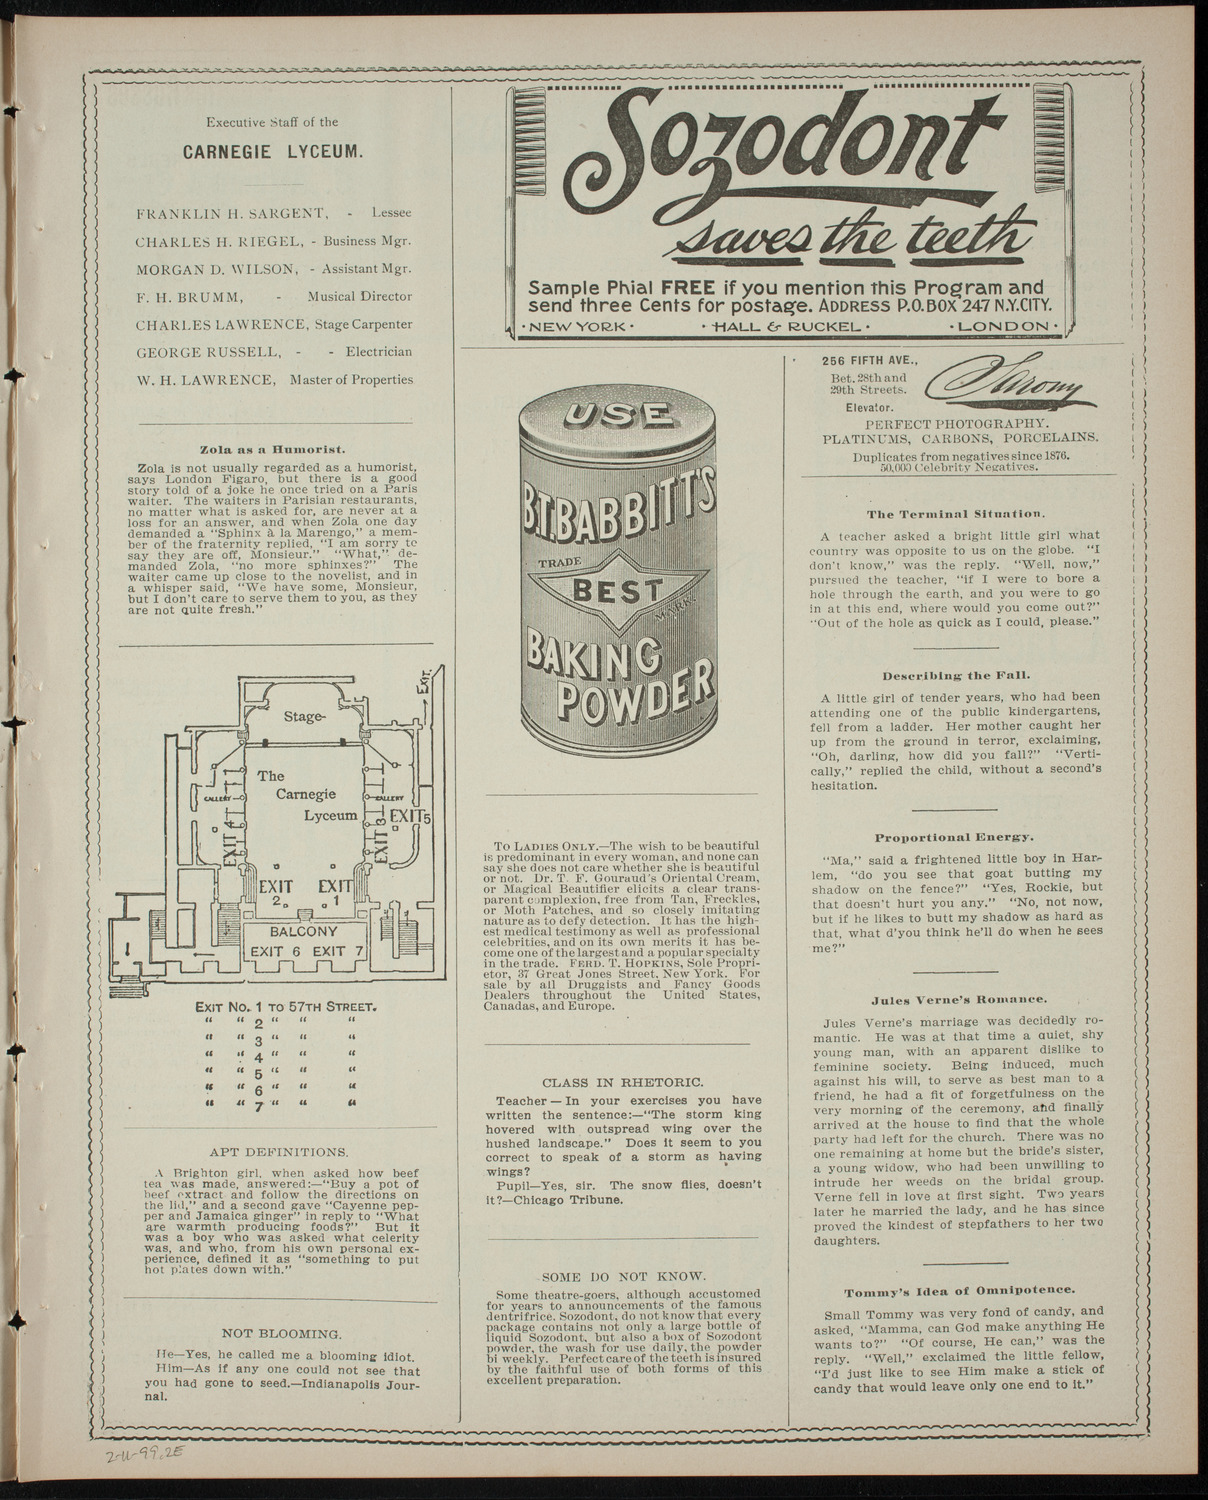 Executive Staff of the
CARNEGIE LYCEUM.
FRANKLIN H. SARGENT, - Lessee
CHARLES H. RIEGEL, - Business Mgr.
MORGAN D. WILSON, - Assistant Mgr.
F. H. BRUMM, - Musical Director
CHARLES LAWRENCE, Stage Carpenter
GEORGE RUSSELL, - - Electrician
W. H. LAWRENCE, Master of Properties
Zola as a Humorist.
Zola is not usually regarded as a humorist,
says London Figaro, but there is a good
story told of a joke he once tried on a Paris
waiter. The waiters in Parisian restaurants,
no matter what is asked for, are never at a
loss for an answer, and when Zola one day
demanded a "Sphinx à la Marengo," a mem-
ber of the fraternity replied, "I am sorry to
say they are off, Monsieur." "What," de-
manded Zola, "no more sphinxes?" The
waiter came up close to the novelist, and in
a whisper said, "We have some, Monsieur,
but I don't care to serve them to you, as they
are not quite fresh."
EXIT.
Stage-
The
Carnegie
Lyceum
GALLERY
GALLERY
EXIT 4
EXIT 3
EXIT 5
EXIT 2
EXIT 1
BALCONY
EXIT 6 EXIT 7
EXIT NO. 1 TO 57TH STREET.
" " 2 " " "
" " 3 " " "
" " 4 " " "
" " 5 " " "
" " 6 " " "
" " 7 " " "
APT DEFINITIONS.
A Brighton girl, when asked how beef
tea was made, answered:—"Buy a pot of
beef extract and follow the directions on
the lid," and a second gave "Cayenne pep-
per and Jamaica ginger" in reply to "What
are warmth producing foods?" But it
was a boy who was asked what celerity
was, and who, from his own personal ex-
perience, defined it as "something to put
hot plates down with."
NOT BLOOMING.
He—Yes, he called me a blooming idiot.
Him—As if any one could not see that
you had gone to seed.—Indianapolis Jour-
nal.
2-11-99.2E
Sozodont
saves the teeth
Sample Phial FREE if you mention this Program and
send three Cents for postage. ADDRESS P.O. BOX 247 N.Y. CITY.
· NEW YORK · · HALL & RUCKEL · · LONDON ·
USE
B.T. BABBITT'S
TRADE
BEST
MARK.
BAKING
POWDER
TO LADIES ONLY.—The wish to be beautiful
is predominant in every woman, and none can
say she does not care whether she is beautiful
or not. Dr. T. F. Gouraud's Oriental Cream,
or Magical Beautifier elicits a clear trans-
parent complexion, free from Tan, Freckles,
or Moth Patches, and so closely imitating
nature as to defy detection. It has the high-
est medical testimony as well as professional
celebrities, and on its own merits it has be-
come one of the largest and a popular specialty
in the trade. FERD. T. HOPKINS, Sole Propri-
etor, 37 Great Jones Street, New York. For
sale by all Druggists and Fancy Goods
Dealers throughout the United States,
Canadas, and Europe.
CLASS IN RHETORIC.
Teacher — In your exercises you have
written the sentence:—"The storm king
hovered with outspread wing over the
hushed landscape." Does it seem to you
correct to speak of a storm as having
wings?
Pupil—Yes, sir. The snow flies, doesn't
it?—Chicago Tribune.
SOME DO NOT KNOW.
Some theatre-goers, although accustomed
for years to announcements of the famous
dentrifrice, Sozodont, do not know that every
package contains not only a large bottle of
liquid Sozodont, but also a box of Sozodont
powder, the wash for use daily, the powder
bi weekly. Perfect care of the teeth is insured
by the faithful use of both forms of this
excellent preparation.
256 FIFTH AVE.,
Bet. 28th and
29th Streets.
Elevator.
Sarony
PERFECT PHOTOGRAPHY.
PLATINUMS, CARBONS, PORCELAINS.
Duplicates from negatives since 1876.
50,000 Celebrity Negatives.
The Terminal Situation.
A teacher asked a bright little girl what
country was opposite to us on the globe. "I
don't know," was the reply. "Well, now,"
pursued the teacher, "if I were to bore a
hole through the earth, and you were to go
in at this end, where would you come out?"
"Out of the hole as quick as I could, please."
Describing the Fall.
A little girl of tender years, who had been
attending one of the public kindergartens,
fell from a ladder. Her mother caught her
up from the ground in terror, exclaiming,
"Oh, darling, how did you fall?" "Verti-
cally," replied the child, without a second's
hesitation.
Proportional Energy.
"Ma," said a frightened little boy in Har-
lem, "do you see that goat butting my
shadow on the fence?" "Yes, Rockie, but
that doesn't hurt you any." "No, not now,
but if he likes to butt my shadow as hard as
that, what d'you think he'll do when he sees
me?"
Jules Verne's Romance.
Jules Verne's marriage was decidedly ro-
mantic. He was at that time a quiet, shy
young man, with an apparent dislike to
feminine society. Being induced, much
against his will, to serve as best man to a
friend, he had a fit of forgetfulness on the
very morning of the ceremony, and finally
arrived at the house to find that the whole
party had left for the church. There was no
one remaining at home but the bride's sister,
a young widow, who had been unwilling to
intrude her weeds on the bridal group.
Verne fell in love at first sight. Two years
later he married the lady, and he has since
proved the kindest of stepfathers to her two
daughters.
Tommy's Idea of Omnipotence.
Small Tommy was very fond of candy, and
asked, "Mamma, can God make anything He
wants to?" "Of course, He can," was the
reply. "Well," exclaimed the little fellow,
"I'd just like to see Him make a stick of
candy that would leave only one end to it."